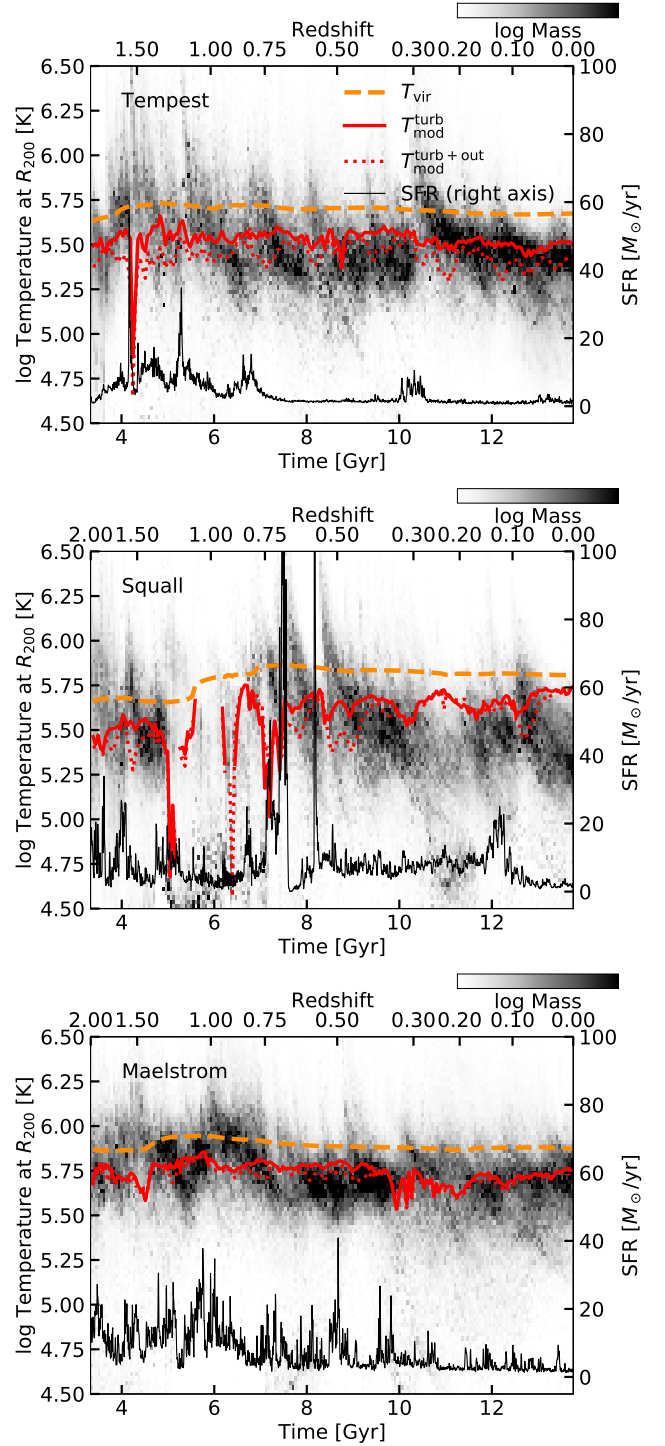 log Mass
Redshift
1.50 1.00 0.75 0.50 0.30 0.20 0.10 0.00
6.50 100
Tempest
T_vir
6.25
T_mod^turb
80
6.00
T_mod^turb+out
SFR (right axis)
5.75 60
5.50
40
5.25
5.00 20
4.75
0
4.50
log Temperature at R_200 [K]
SFR [M_⊙/yr]
4 6 8 10 12
Time [Gyr]
log Mass
Redshift
2.00 1.50 1.00 0.75 0.50 0.30 0.20 0.10 0.00
6.50 100
Squall
6.25
80
6.00
5.75 60
5.50
40
5.25
5.00 20
4.75
0
4.50
log Temperature at R_200 [K]
SFR [M_⊙/yr]
4 6 8 10 12
Time [Gyr]
log Mass
Redshift
2.00 1.50 1.00 0.75 0.50 0.30 0.20 0.10 0.00
6.50 100
Maelstrom
6.25
80
6.00
5.75 60
5.50
40
5.25
5.00 20
4.75
0
4.50
log Temperature at R_200 [K]
SFR [M_⊙/yr]
4 6 8 10 12
Time [Gyr]